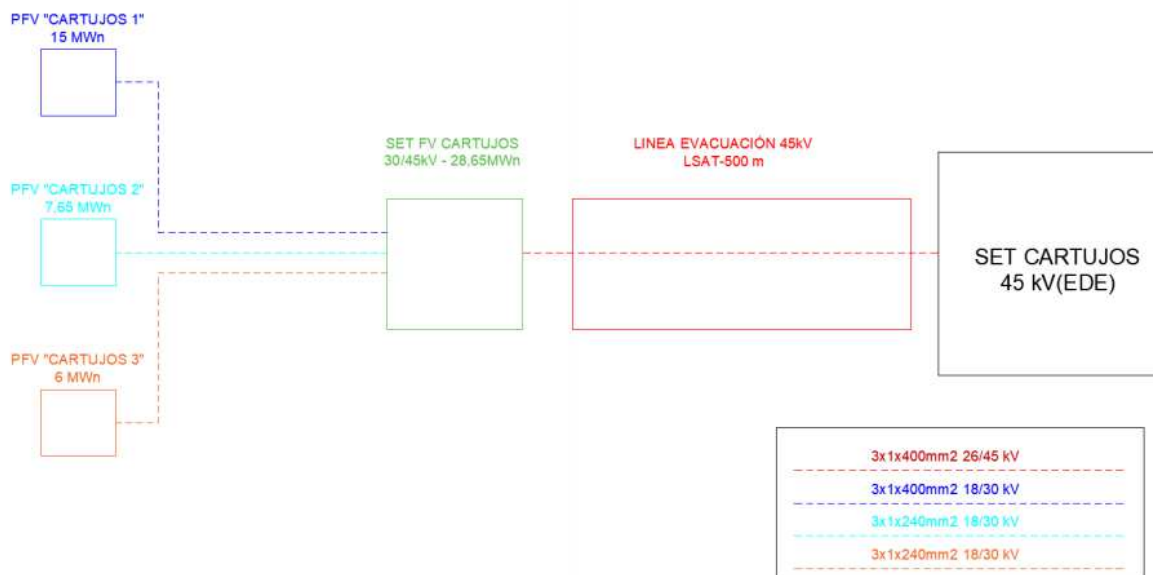 PFV "CARTUJOS 1"
15 MWn
PFV "CARTUJOS 2"
7,65 MWn
PFV "CARTUJOS 3"
6 MWn
SET FV CARTUJOS
30/45kV - 28,65MWn
LINEA EVACUACIÓN 45kV
LSAT-500 m
SET CARTUJOS
45 kV(EDE)
3x1x400mm2 26/45 kV
3x1x400mm2 18/30 kV
3x1x240mm2 18/30 kV
3x1x240mm2 18/30 kV